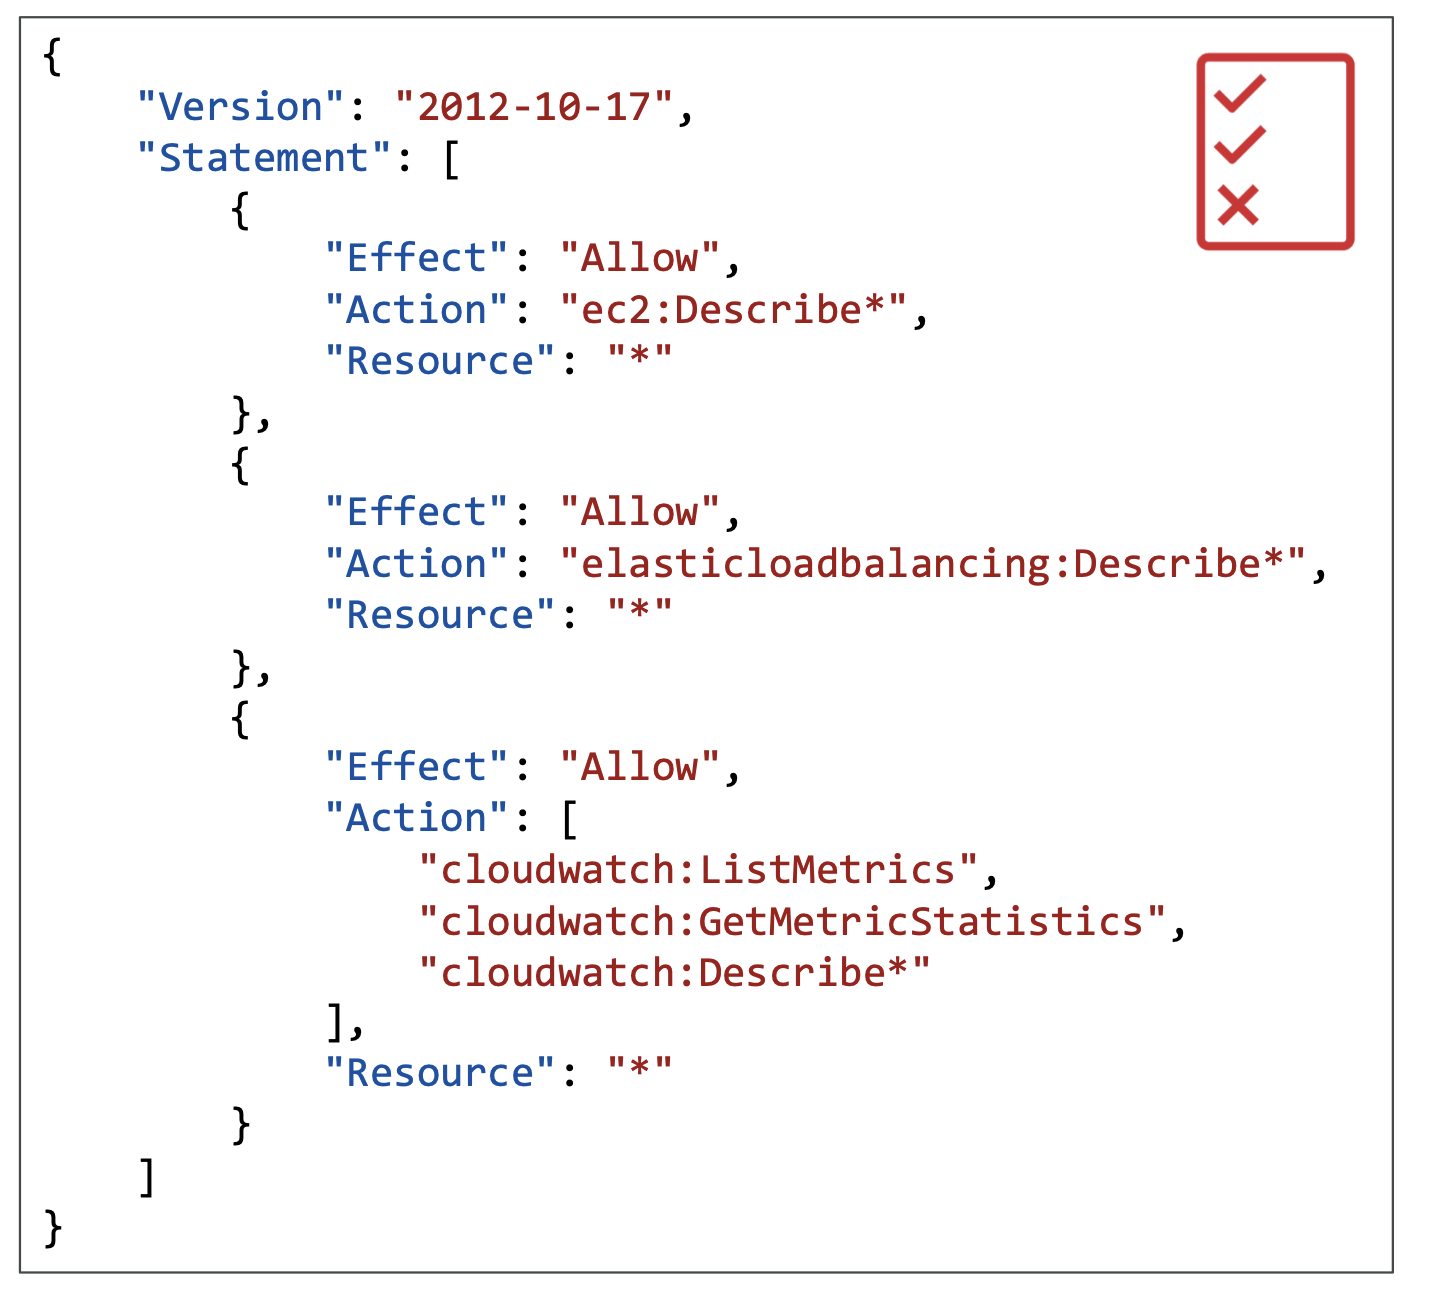 {
    "Version": "2012-10-17",
    "Statement": [
        {
            "Effect": "Allow",
            "Action": "ec2:Describe*",
            "Resource": "*"
        },
        {
            "Effect": "Allow",
            "Action": "elasticloadbalancing:Describe*",
            "Resource": "*"
        },
        {
            "Effect": "Allow",
            "Action": [
                "cloudwatch:ListMetrics",
                "cloudwatch:GetMetricStatistics",
                "cloudwatch:Describe*"
            ],
            "Resource": "*"
        }
    ]
}